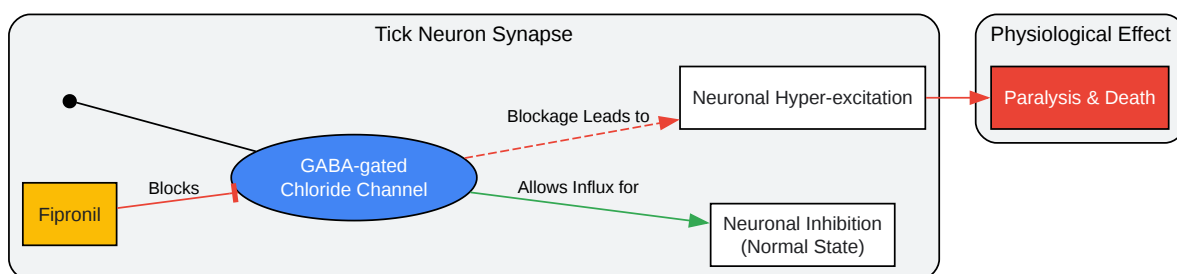 Tick Neuron Synapse
Physiological Effect
Neuronal Hyper-excitation
Paralysis & Death
Blockage Leads to
GABA-gated
Chloride Channel
Blocks
Allows Influx for
Fipronil
Neuronal Inhibition
(Normal State)